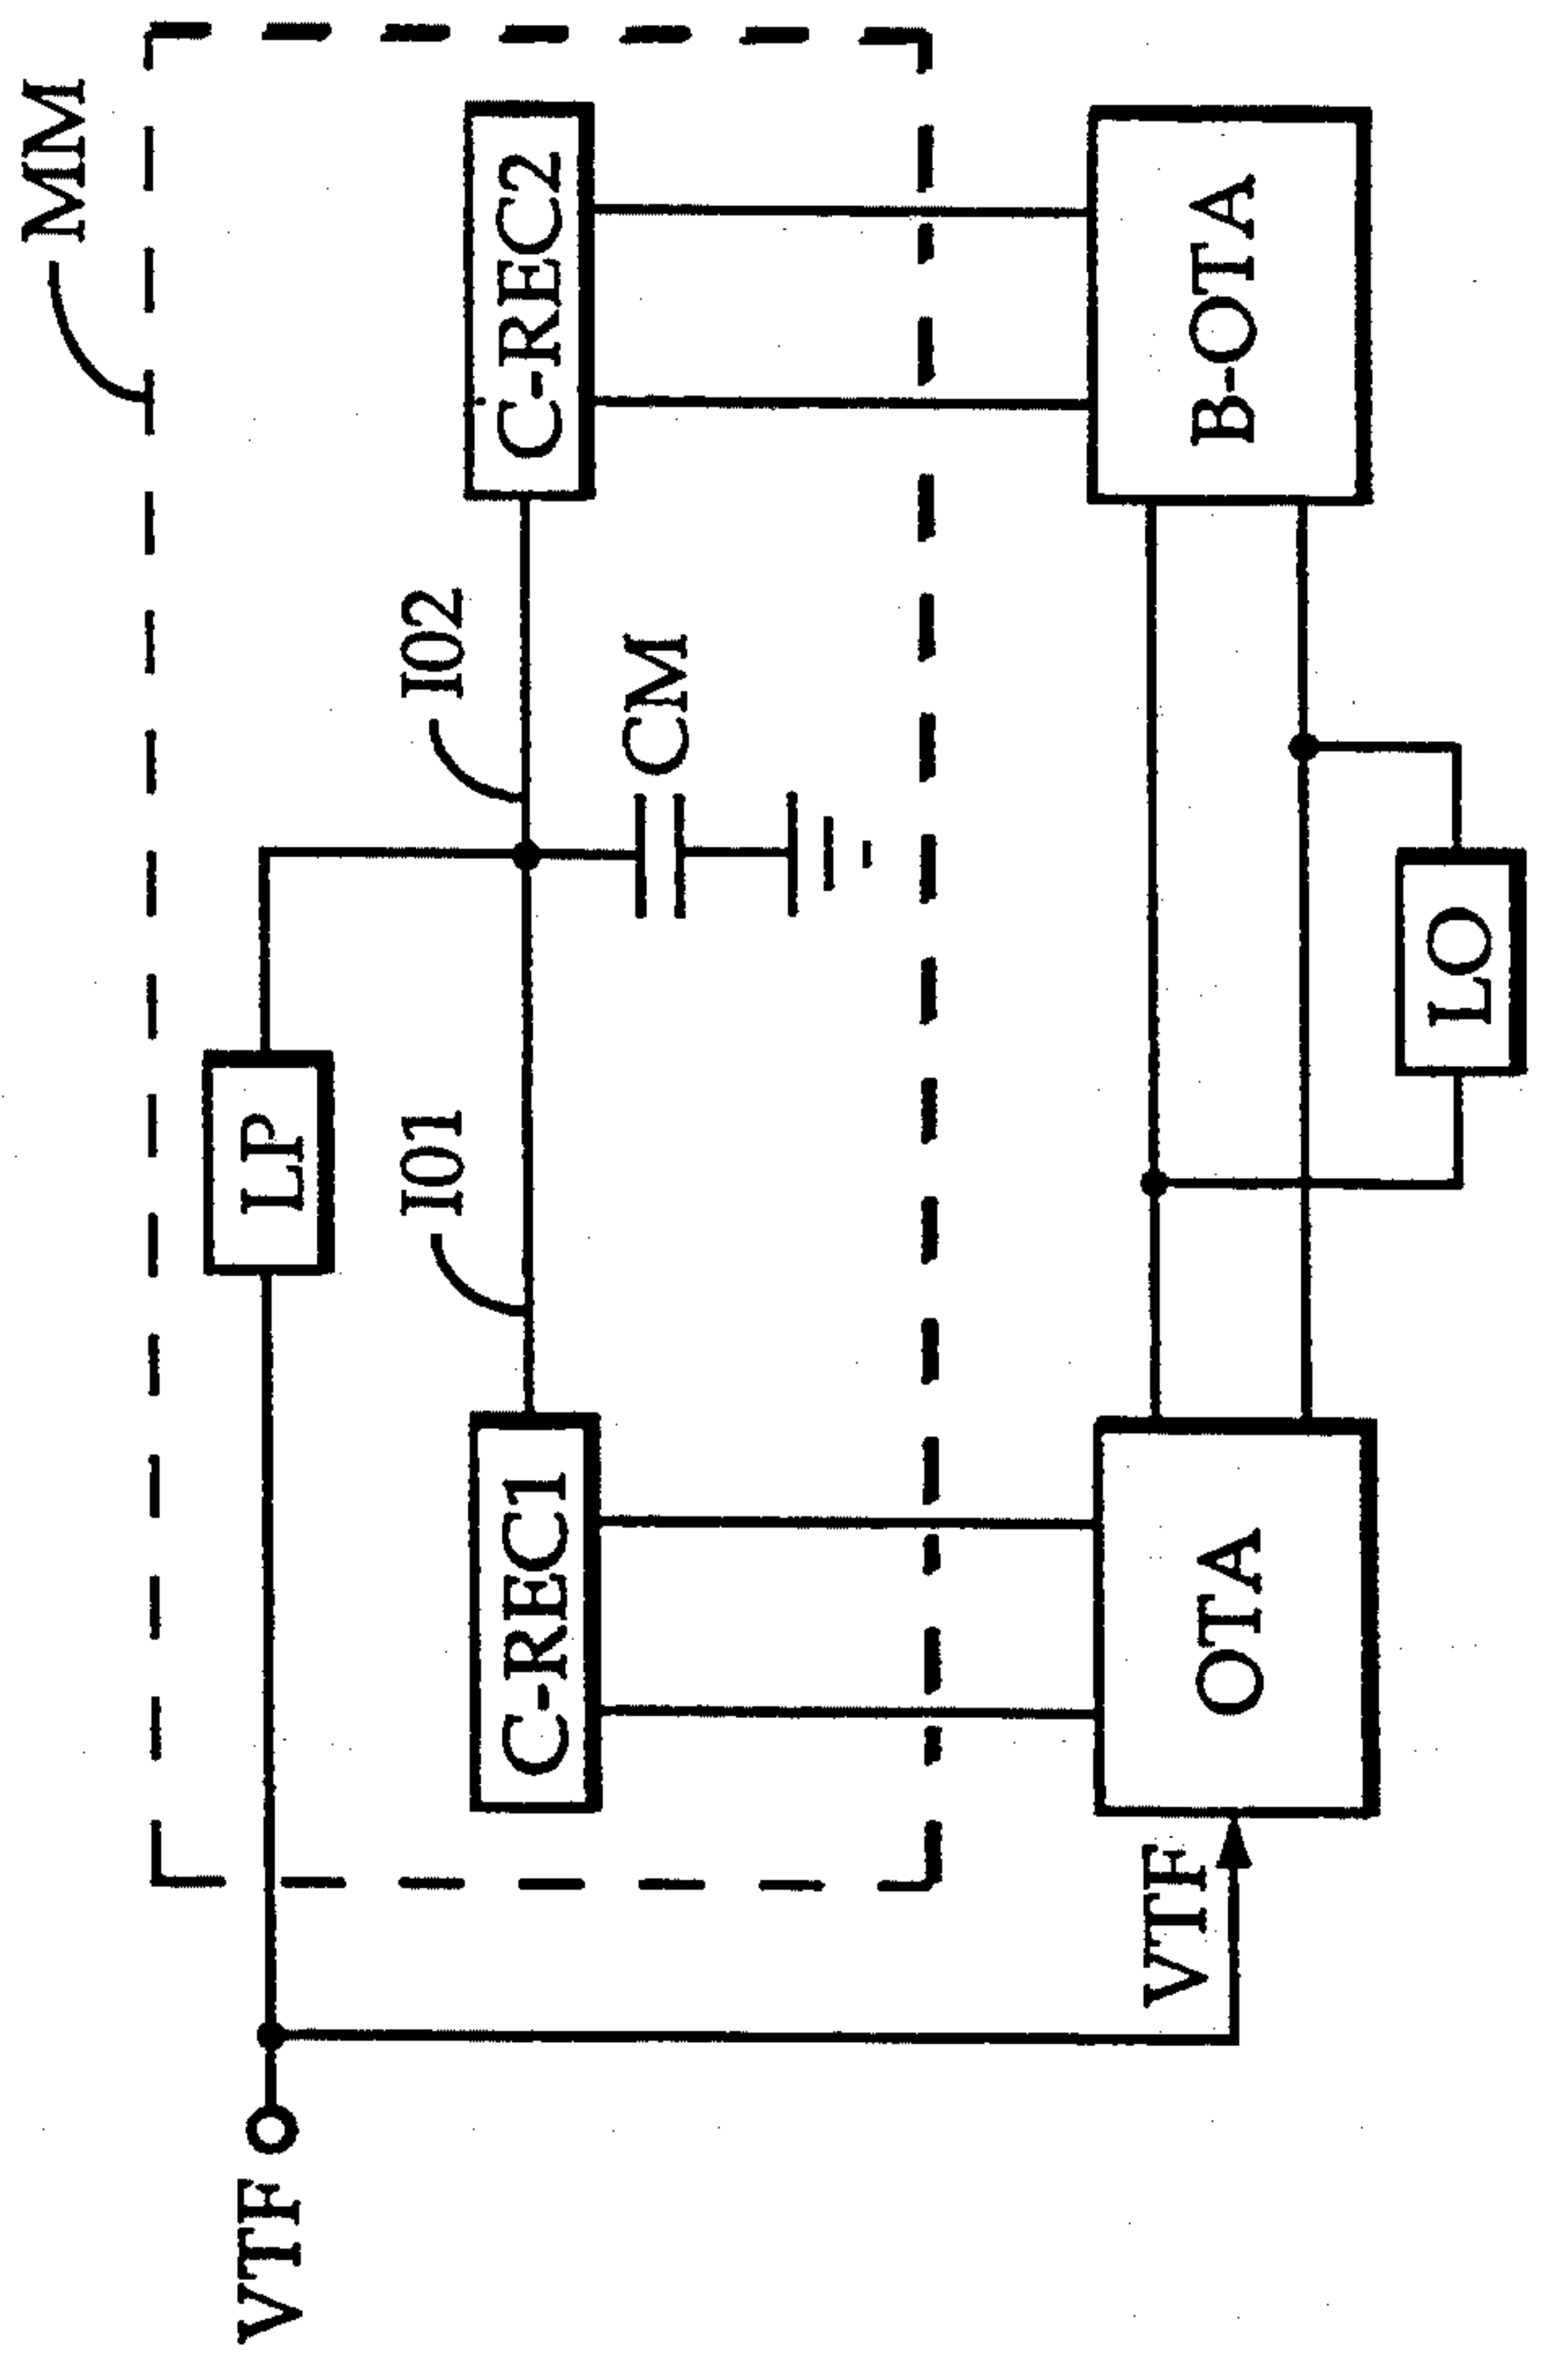 MM
LP
I01
I02
C-REC1
C-REC2
CM
VTF
VTF
OTA
B-OTA
LO